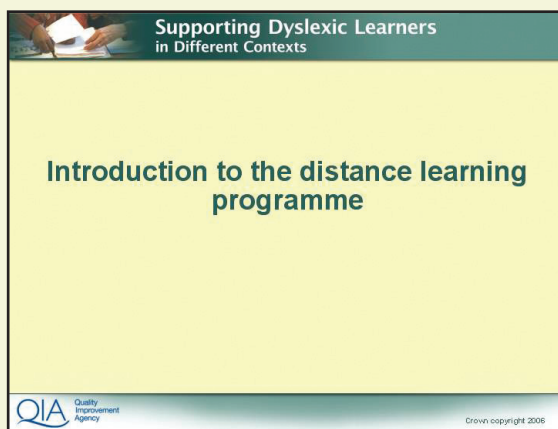 Supporting Dyslexic Learners
in Different Contexts
Introduction to the distance learning
programme
QIA
Quality
Improvement
Agency
Crown copyright 2006